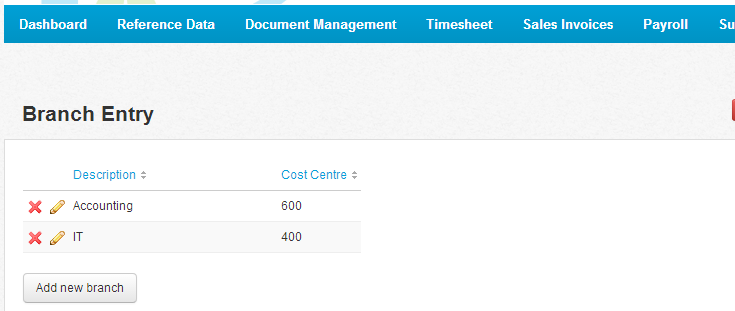 Dashboard Reference Data Document Management Timesheet Sales Invoices Payroll Su
Branch Entry
Description Cost Centre
Accounting 600
IT 400
Add new branch